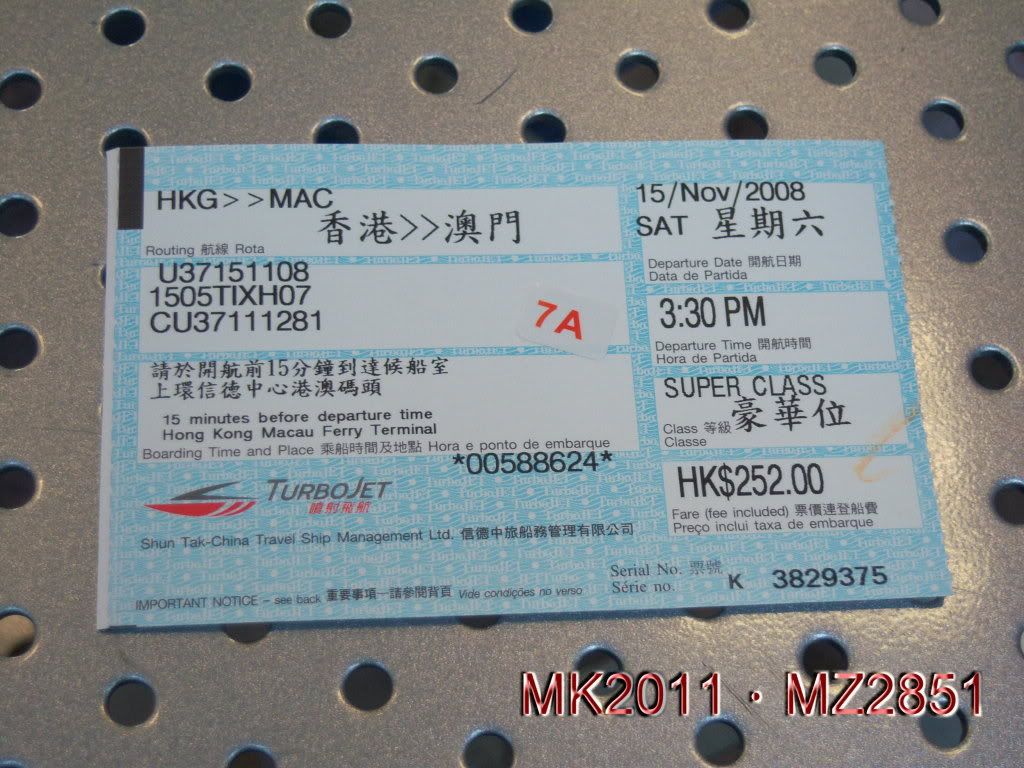 HKG>>MAC
香港>>澳門
Routing 航線 Rota
U37151108
1505TIXH07
CU37111281
7A
請於開航前15分鐘到達候船室
上環信德中心港澳碼頭
15 minutes before departure time
Hong Kong Macau Ferry Terminal
Boarding Time and Place 乘船時間及地點 Hora e ponto de embarque
*00588624*
15/Nov/2008
SAT 星期六
Departure Date 開航日期
Data de Partida
3:30 PM
Departure Time 開航時間
Hora de Partida
SUPER CLASS
豪華位
Class 等級
Classe
HK$252.00
Fare (fee included) 票價連登船費
Preço inclui taxa de embarque
TURBOJET
噴射飛航
Shun Tak-China Travel Ship Management Ltd. 信德中旅船務管理有限公司
Serial No. 票號
Série no.
K 3829375
IMPORTANT NOTICE – see back 重要事項—請參閱背頁 Vide condições no verso
MK2011 · MZ2851